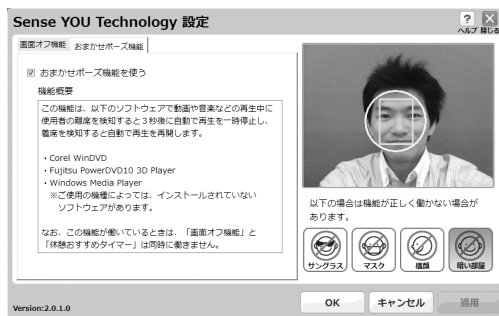 Sense YOU Technology 設定
ヘルプ 閉じる
画面オフ機能 おまかせポーズ機能
おまかせポーズ機能を使う
機能概要
この機能は、以下のソフトウェアで動画や音楽などの再生中に
使用者の離席を検知すると3秒後に自動で再生を一時停止し、
着席を検知すると自動で再生を再開します。
・Corel WinDVD
・Fujitsu PowerDVD10 3D Player
・Windows Media Player
※ご使用の機種によっては、インストールされていない
ソフトウェアがあります。
なお、この機能が働いているときは、「画面オフ機能」と
「休憩おすすめタイマー」は同時に働きません。
以下の場合は機能が正しく働かない場合が
あります。
サングラス マスク 横顔 暗い部屋
Version:2.0.1.0
OK キャンセル 適用